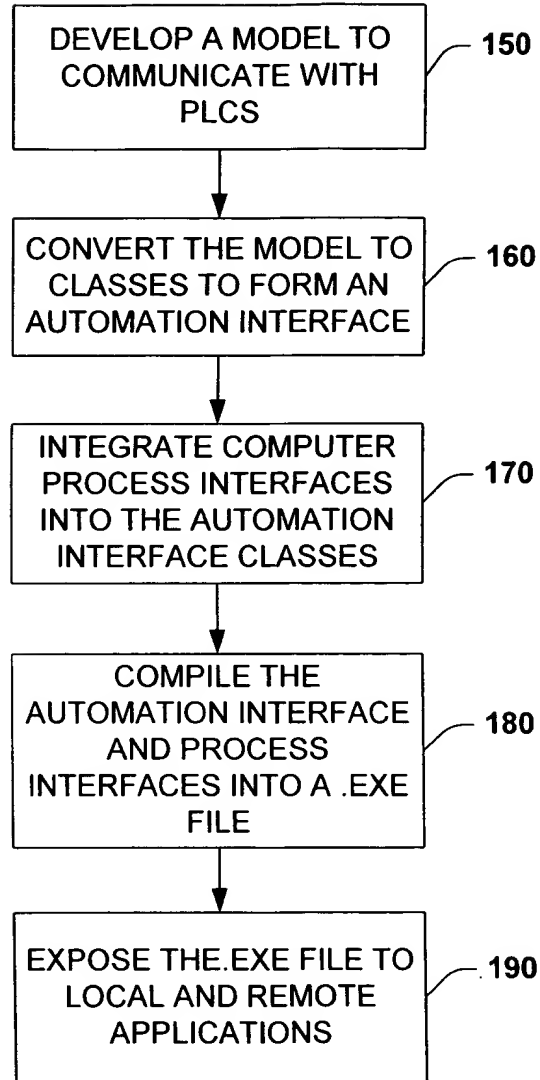 DEVELOP A MODEL TO
COMMUNICATE WITH
PLCS
150
CONVERT THE MODEL TO
CLASSES TO FORM AN
AUTOMATION INTERFACE
160
INTEGRATE COMPUTER
PROCESS INTERFACES
INTO THE AUTOMATION
INTERFACE CLASSES
170
COMPILE THE
AUTOMATION INTERFACE
AND PROCESS
INTERFACES INTO A .EXE
FILE
180
EXPOSE THE.EXE FILE TO
LOCAL AND REMOTE
APPLICATIONS
190